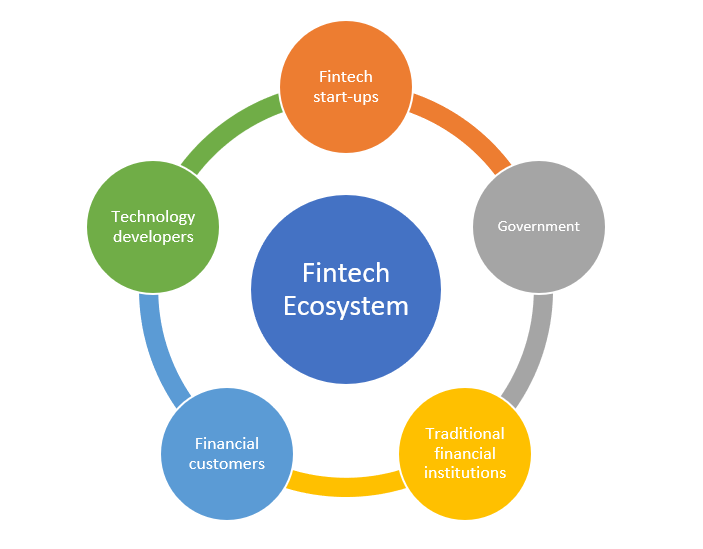 Fintech
start-ups
Government
Traditional
financial
institutions
Financial
customers
Technology
developers
Fintech
Ecosystem